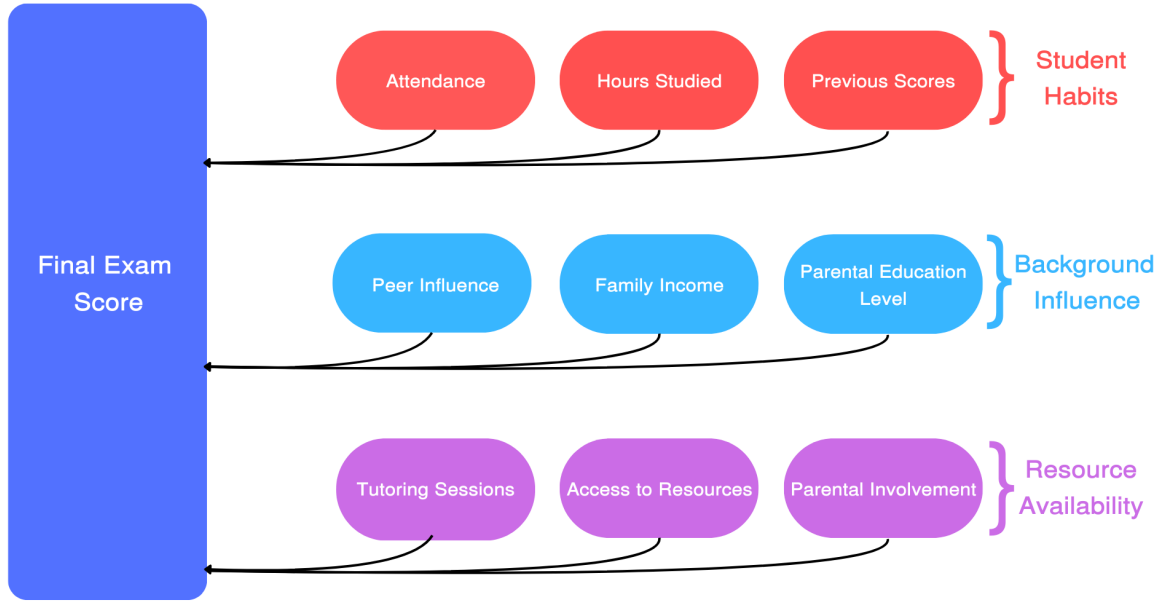 Attendance
Hours Studied
Previous Scores
Student
Habits
Final Exam
Score
Peer Influence
Family Income
Parental Education
Level
Background
Influence
Tutoring Sessions
Access to Resources
Parental Involvement
Resource
Availability